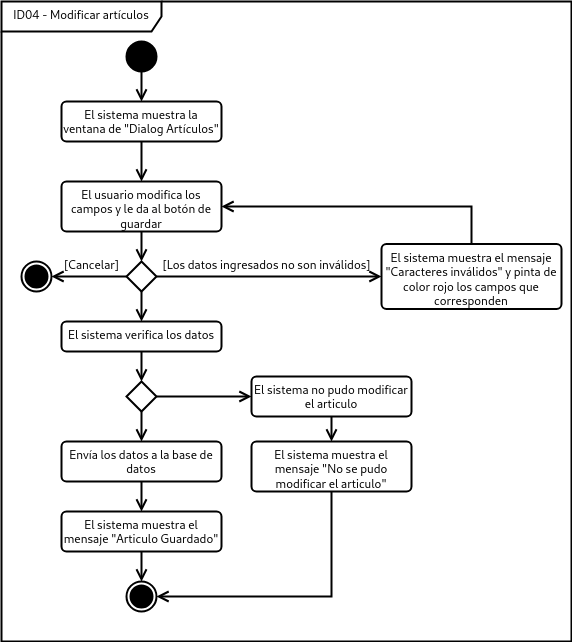 ID04 - Modificar artículos
El sistema muestra la
ventana de "Dialog Artículos"
El usuario modifica los
campos y le da al botón de
guardar
[Cancelar]
[Los datos ingresados no son inválidos]
El sistema muestra el mensaje
"Caracteres inválidos" y pinta de
color rojo los campos que
corresponden
El sistema verifica los datos
El sistema no pudo modificar
el articulo
Envía los datos a la base de
datos
El sistema muestra el
mensaje "No se pudo
modificar el articulo"
El sistema muestra el
mensaje "Articulo Guardado"